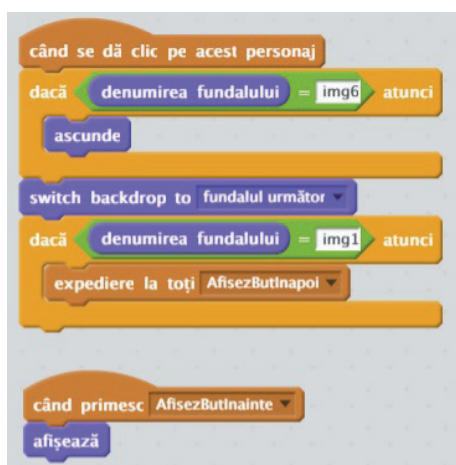 când se dă clic pe acest personaj
dacă denumirea fundalului = img6 atunci
ascunde
switch backdrop to fundalul următor
dacă denumirea fundalului = img1 atunci
expediere la toți AfisezButInapoi
când primesc AfisezButInainte
afișează